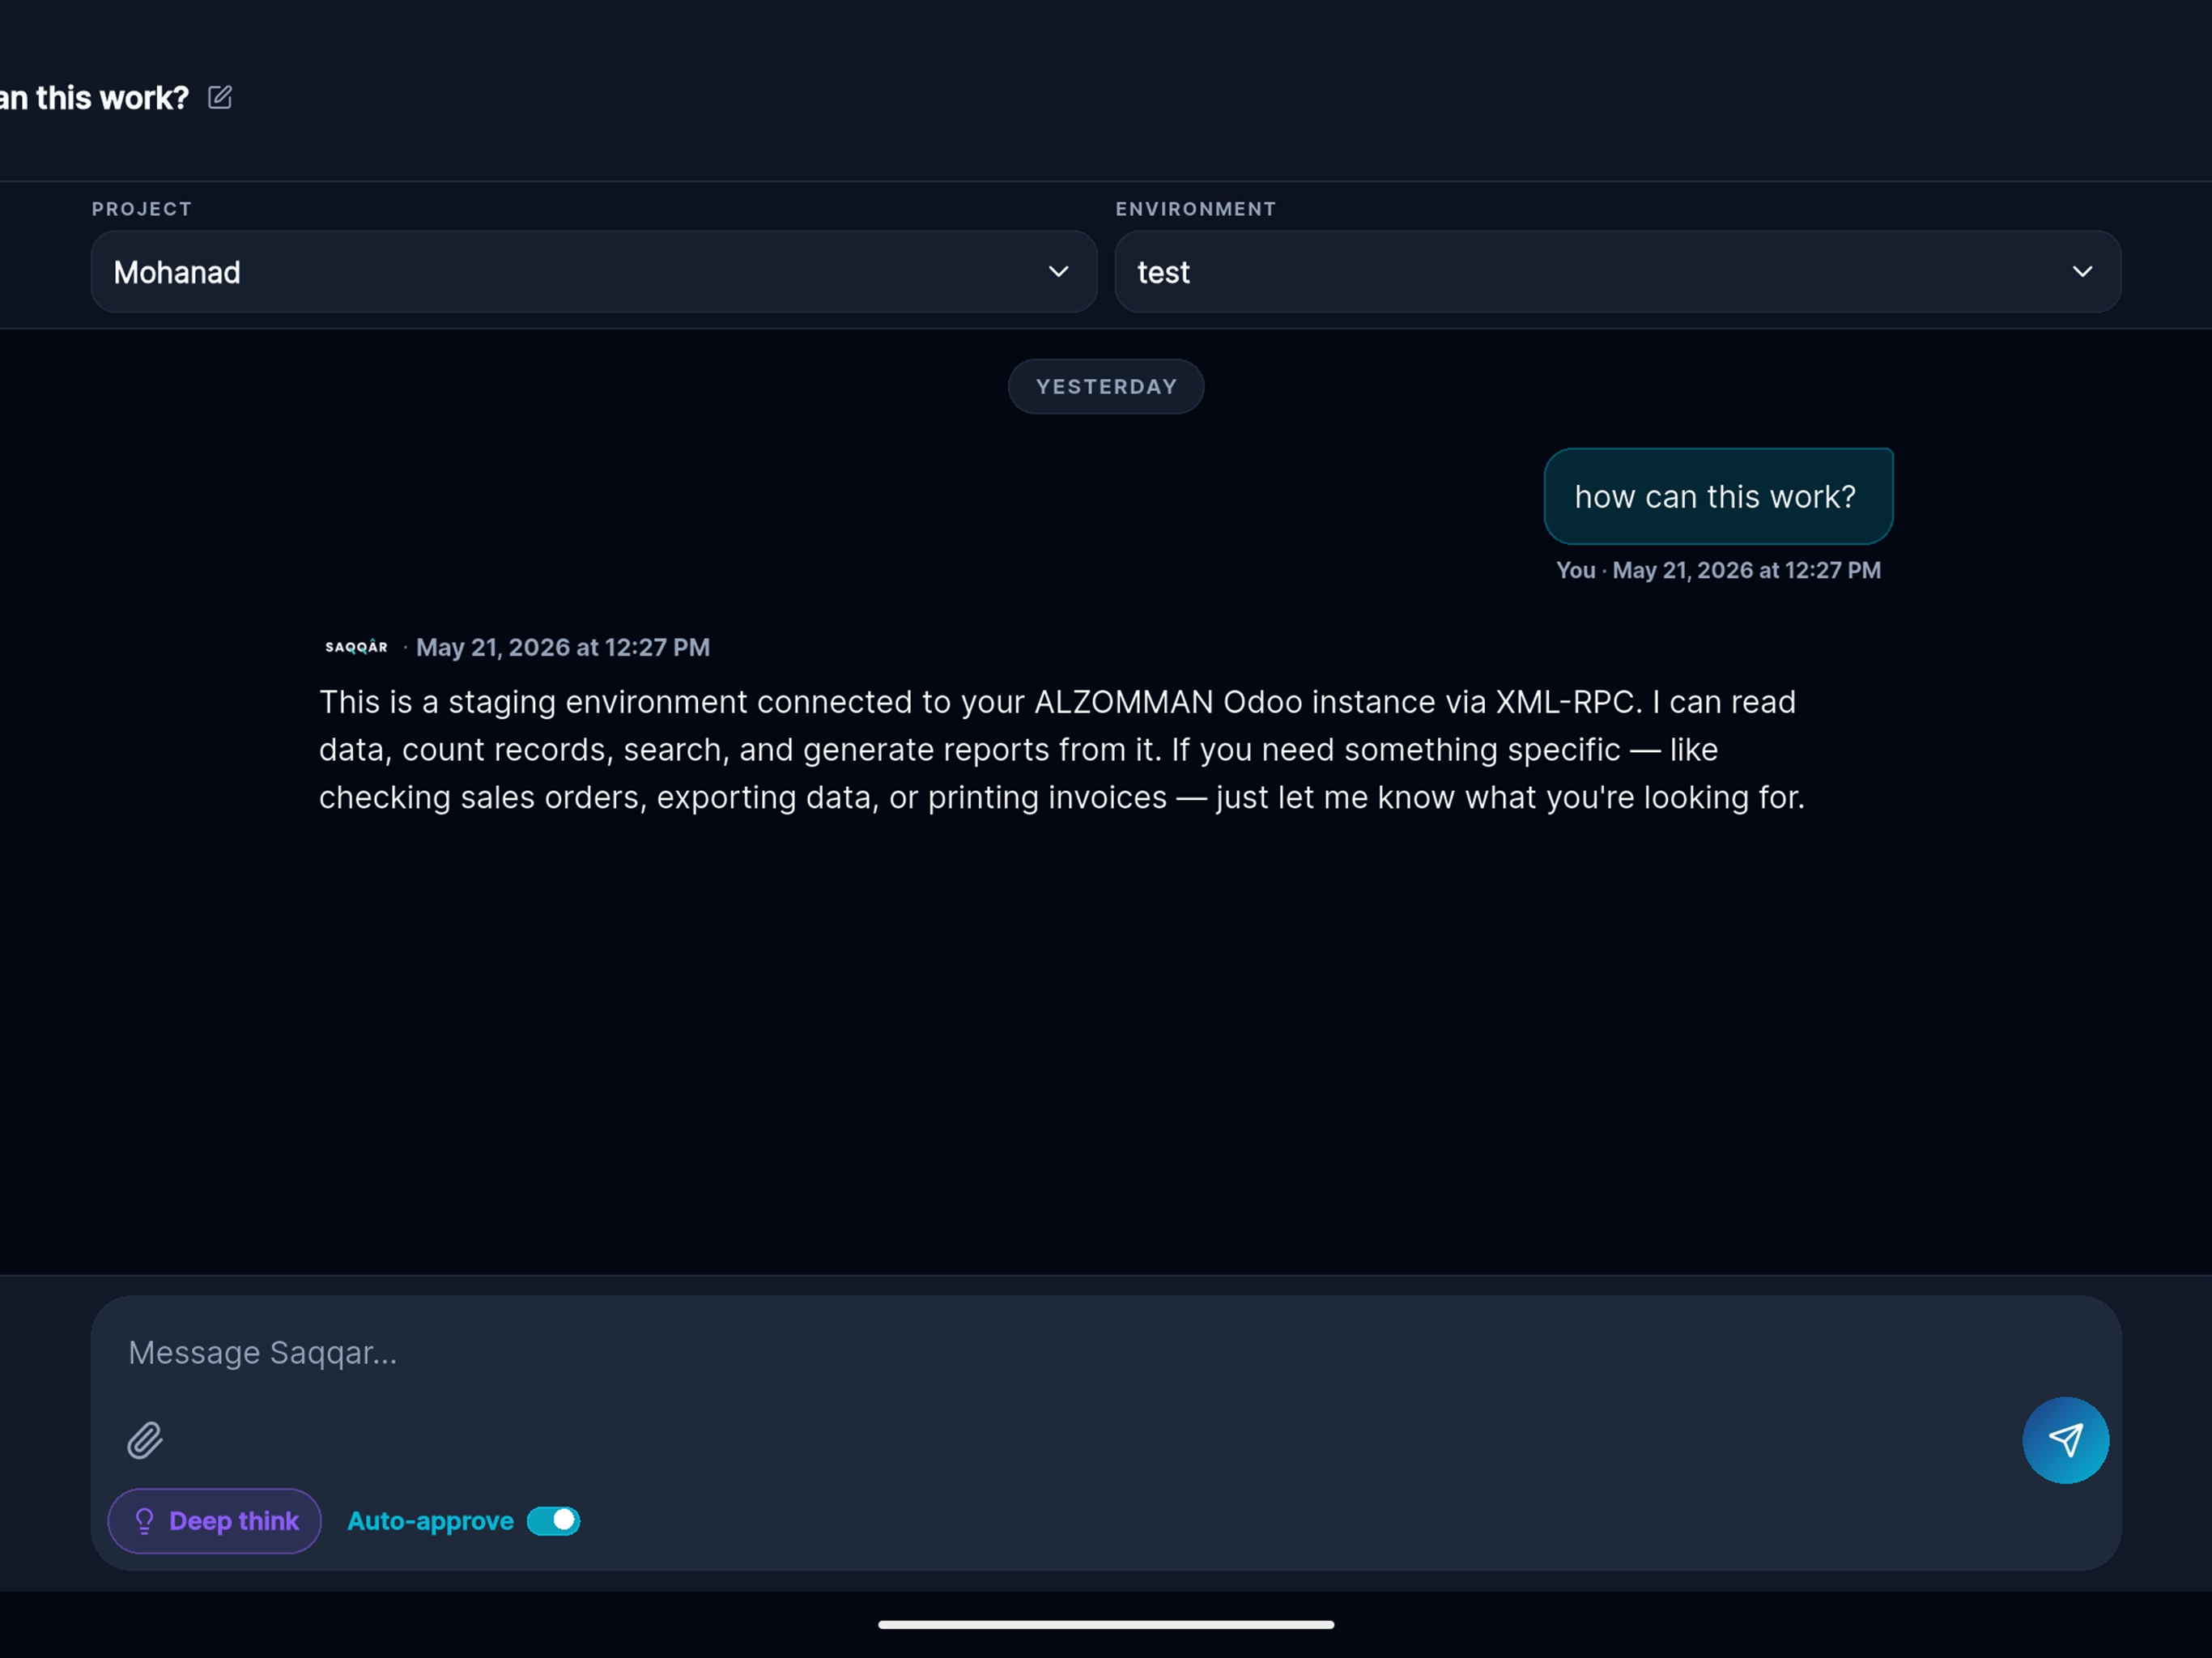 an this work?
PROJECT
ENVIRONMENT
Mohanad
test
YESTERDAY
how can this work?
You · May 21, 2026 at 12:27 PM
SAQQÂR · May 21, 2026 at 12:27 PM
This is a staging environment connected to your ALZOMMAN Odoo instance via XML-RPC. I can read
data, count records, search, and generate reports from it. If you need something specific — like
checking sales orders, exporting data, or printing invoices — just let me know what you're looking for.
Message Saqqar...
Deep think
Auto-approve